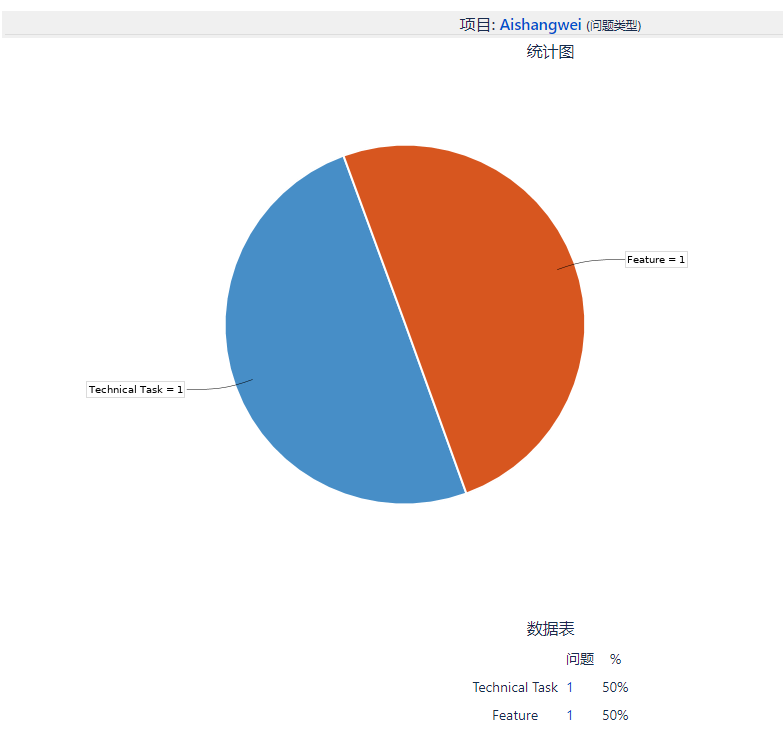 项目: Aishangwei (问题类型)
统计图
Feature = 1
Technical Task = 1
数据表
问题 %
Technical Task 1 50%
Feature 1 50%